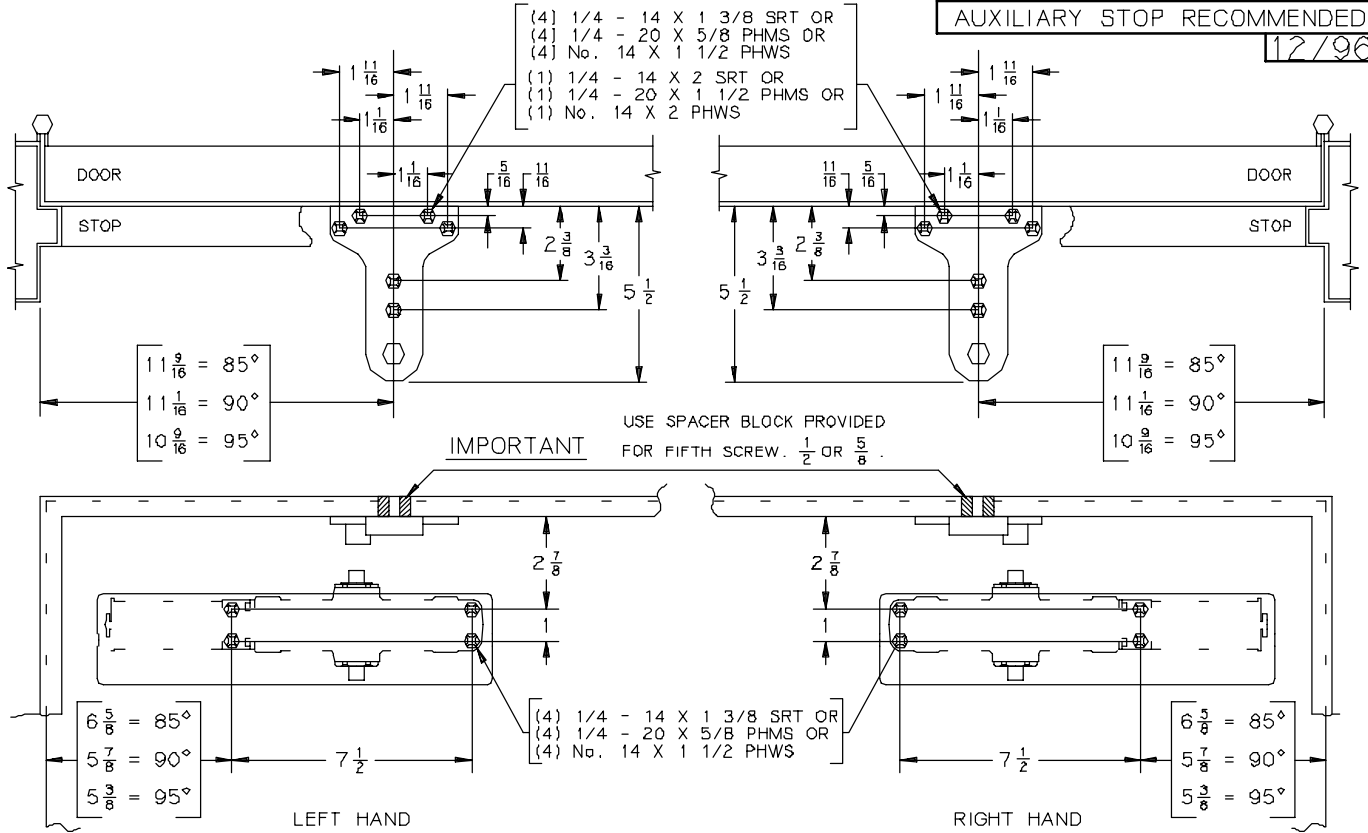 AUXILIARY STOP RECOMMENDED
12/96
(4) 1/4 - 14 X 1 3/8 SRT OR
(4) 1/4 - 20 X 5/8 PHMS OR
(4) No. 14 X 1 1/2 PHWS
(1) 1/4 - 14 X 2 SRT OR
(1) 1/4 - 20 X 1 1/2 PHMS OR
(1) No. 14 X 2 PHWS
1 11/16
1 11/16
1 1/16
1 1/16
5/16
11/16
DOOR
STOP
2 3/8
3 3/16
5 1/2
1 11/16
1 11/16
1 1/16
1 1/16
11/16
5/16
DOOR
STOP
2 3/8
3 3/16
5 1/2
11 9/16 = 85°
11 1/16 = 90°
10 9/16 = 95°
11 9/16 = 85°
11 1/16 = 90°
10 9/16 = 95°
IMPORTANT
USE SPACER BLOCK PROVIDED
FOR FIFTH SCREW. 1/2 OR 5/8 .
2 7/8
1
2 7/8
1
(4) 1/4 - 14 X 1 3/8 SRT OR
(4) 1/4 - 20 X 5/8 PHMS OR
(4) No. 14 X 1 1/2 PHWS
6 5/8 = 85°
5 7/8 = 90°
5 3/8 = 95°
7 1/2
7 1/2
6 5/8 = 85°
5 7/8 = 90°
5 3/8 = 95°
LEFT HAND
RIGHT HAND